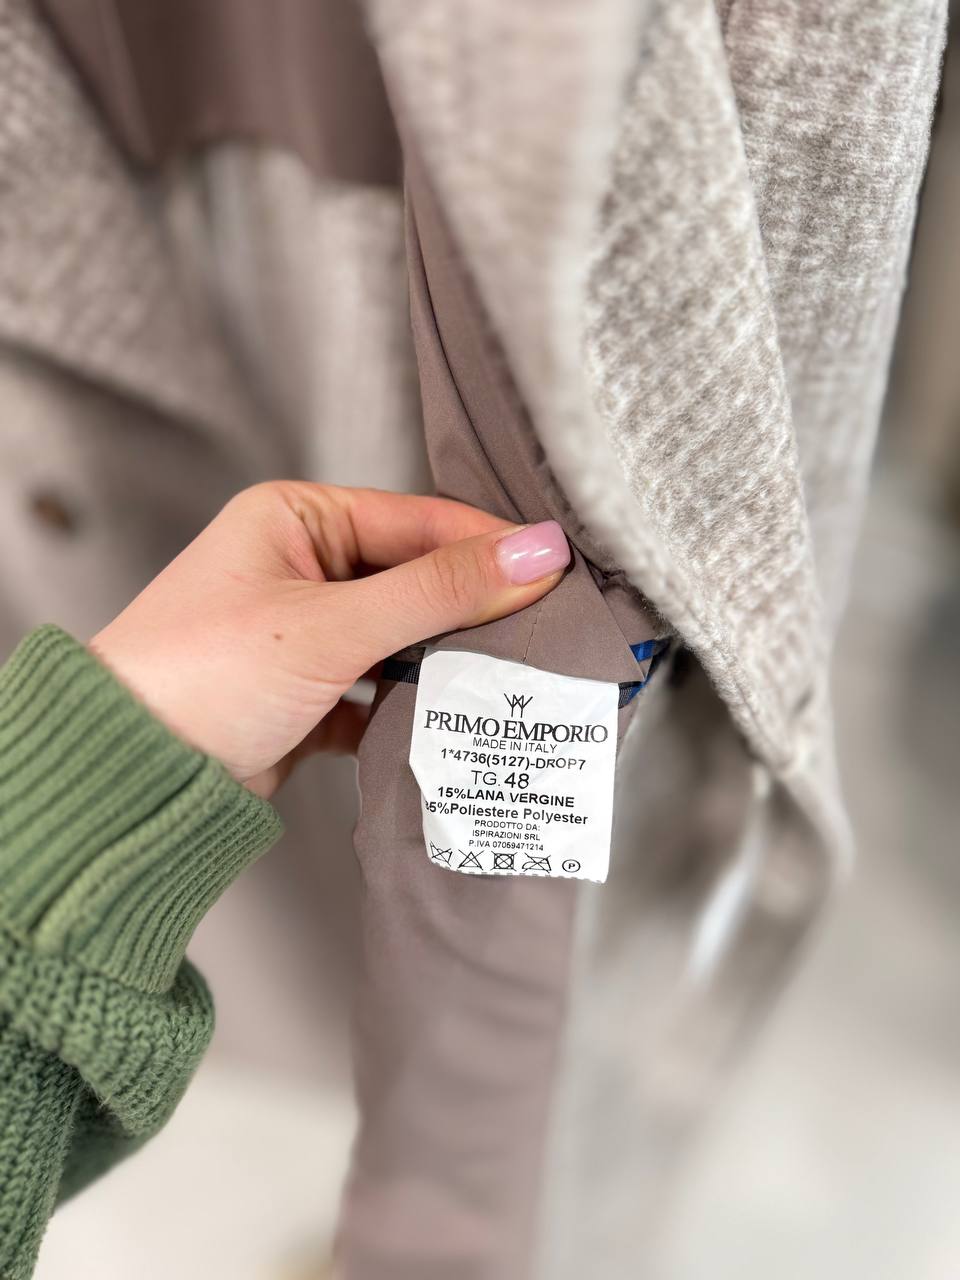 PRIMO EMPORIO
MADE IN ITALY
1*4736(5127)-DROP7
TG. 48
15%LANA VERGINE
5%Poliestere Polyester
PRODOTTO DA:
ISPIRAZIONI SRL
P.IVA 07059471214
P